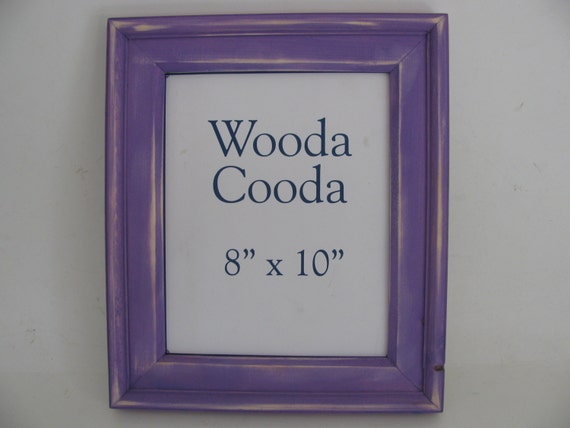 Wooda
Cooda
8” x 10”